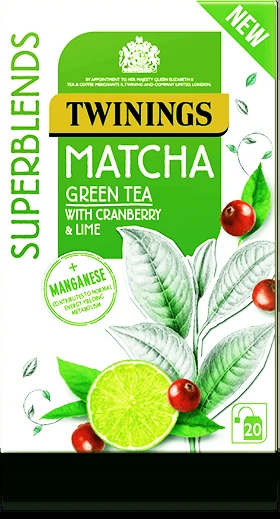 NEW
SUPERBLENDS
BY APPOINTMENT TO HER MAJESTY QUEEN ELIZABETH II
TEA & COFFEE MERCHANTS R. TWINING AND COMPANY LIMITED, LONDON.
TWININGS
MATCHA
GREEN TEA
WITH CRANBERRY
& LIME
+
MANGANESE
CONTRIBUTES TO NORMAL
ENERGY-YIELDING
METABOLISM
20